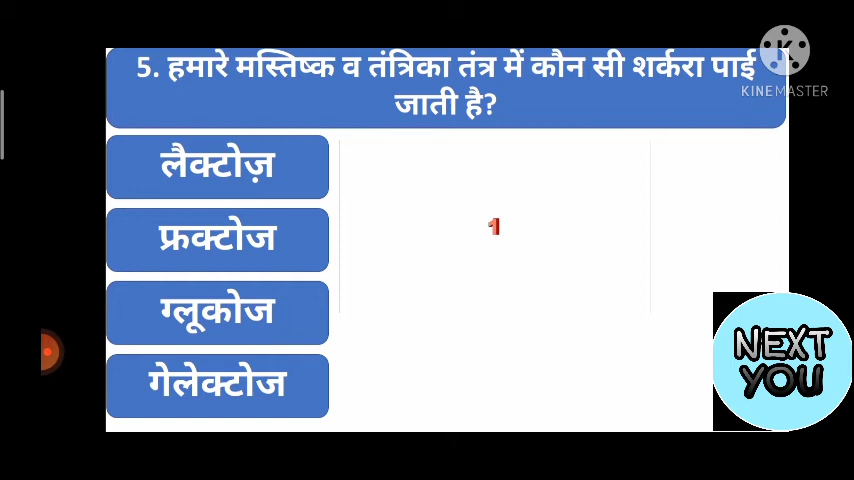 5. हमारे मस्तिष्क व तंत्रिका तंत्र में कौन सी शर्करा पाई
जाती है?
KINEMASTER
लैक्टोज़
फ्रक्टोज
1
ग्लूकोज
गेलेक्टोज
NEXT
YOU